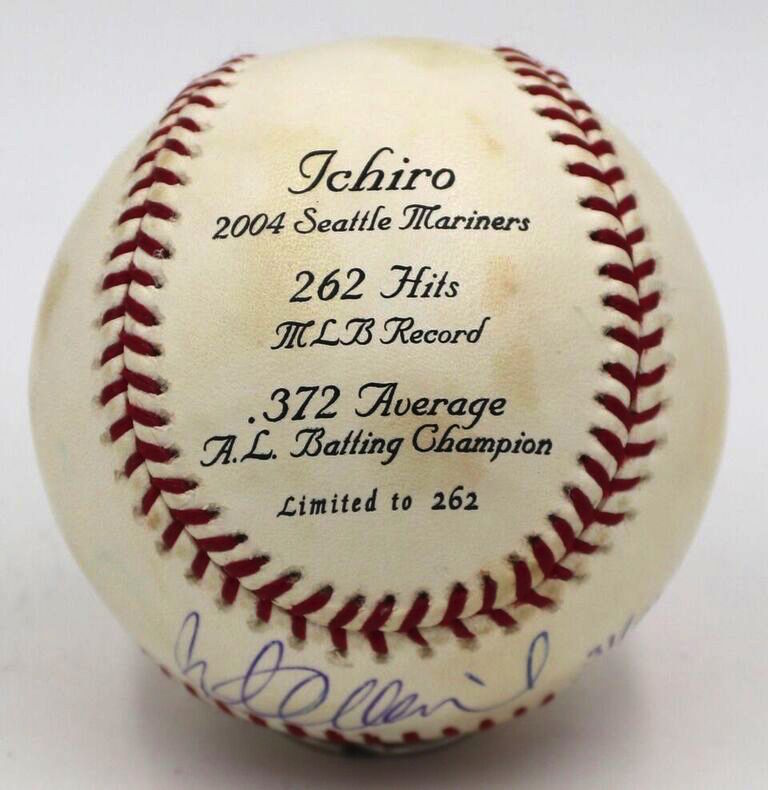 Ichiro
2004 Seattle Mariners
262 Hits
MLB Record
.372 Average
A.L. Batting Champion
Limited to 262